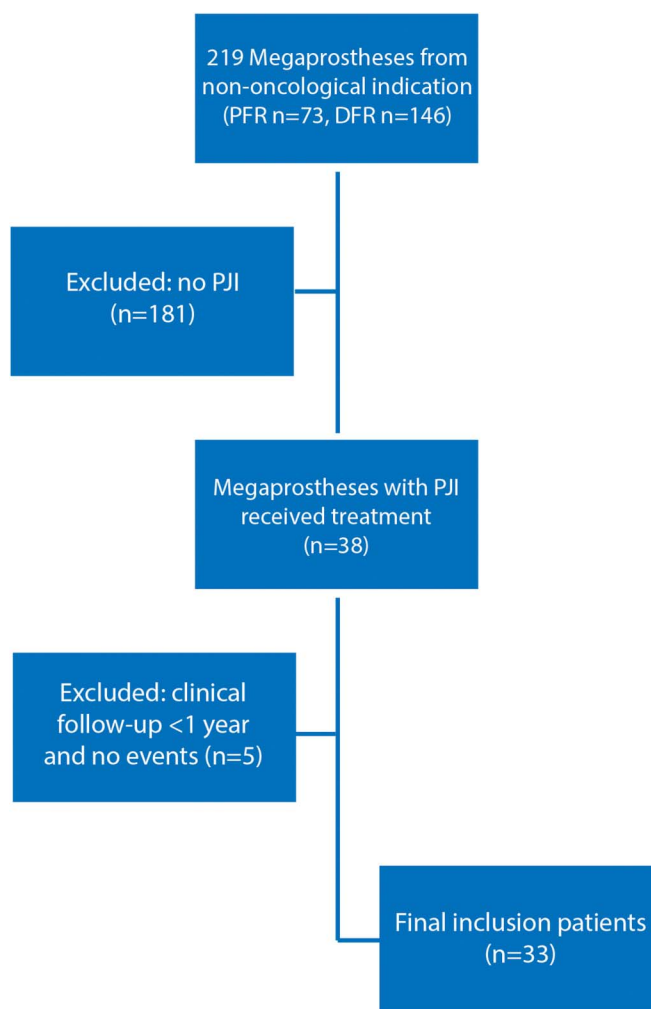 219 Megaprostheses from
non-oncological indication
(PFR n=73, DFR n=146)
Excluded: no PJI
(n=181)
Megaprostheses with PJI
received treatment
(n=38)
Excluded: clinical
follow-up <1 year
and no events (n=5)
Final inclusion patients
(n=33)